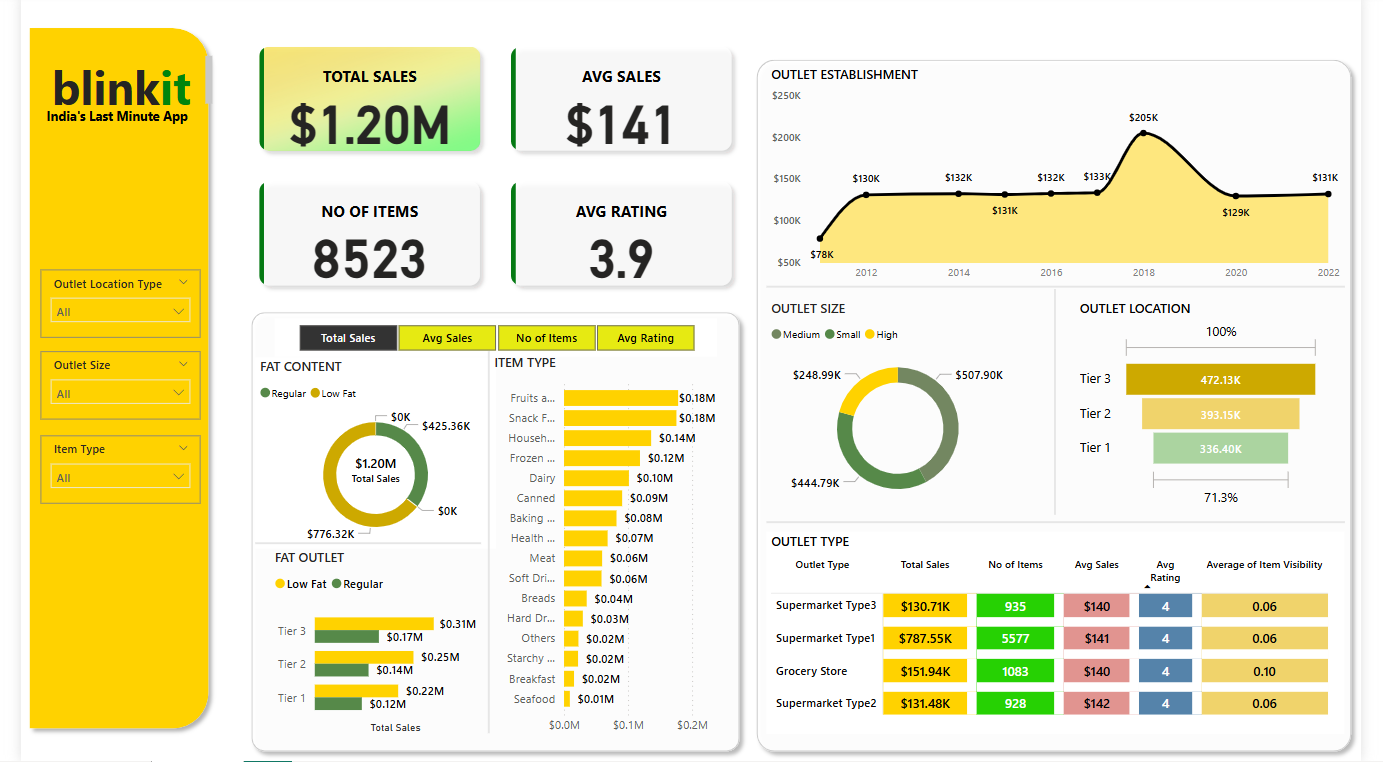 blinkit
India's Last Minute App
Outlet Location Type
All
Outlet Size
All
Item Type
All
TOTAL SALES
$1.20M
AVG SALES
$141
NO OF ITEMS
8523
AVG RATING
3.9
Total Sales Avg Sales No of Items Avg Rating
FAT CONTENT
Regular Low Fat
$0K
$425.36K
$1.20M
Total Sales
$0K
$776.32K
FAT OUTLET
Low Fat Regular
Tier 3 $0.31M
$0.17M
Tier 2 $0.25M
$0.14M
Tier 1 $0.22M
$0.12M
Total Sales
ITEM TYPE
Fruits a... $0.18M
Snack F... $0.18M
Househ... $0.14M
Frozen ... $0.12M
Dairy $0.10M
Canned $0.09M
Baking ... $0.08M
Health ... $0.07M
Meat $0.06M
Soft Dri... $0.06M
Breads $0.04M
Hard Dr... $0.03M
Others $0.02M
Starchy ... $0.02M
Breakfast $0.02M
Seafood $0.01M
$0.0M $0.1M $0.2M
OUTLET ESTABLISHMENT
$250K
$200K
$150K
$100K
$50K
$78K
$130K
$132K
$131K
$132K
$133K
$205K
$129K
$131K
2012 2014 2016 2018 2020 2022
OUTLET SIZE
Medium Small High
$248.99K
$507.90K
$444.79K
OUTLET LOCATION
100%
Tier 3 472.13K
Tier 2 393.15K
Tier 1 336.40K
71.3%
OUTLET TYPE
Outlet Type Total Sales No of Items Avg Sales Avg Rating Average of Item Visibility
Supermarket Type3 $130.71K 935 $140 4 0.06
Supermarket Type1 $787.55K 5577 $141 4 0.06
Grocery Store $151.94K 1083 $140 4 0.10
Supermarket Type2 $131.48K 928 $142 4 0.06